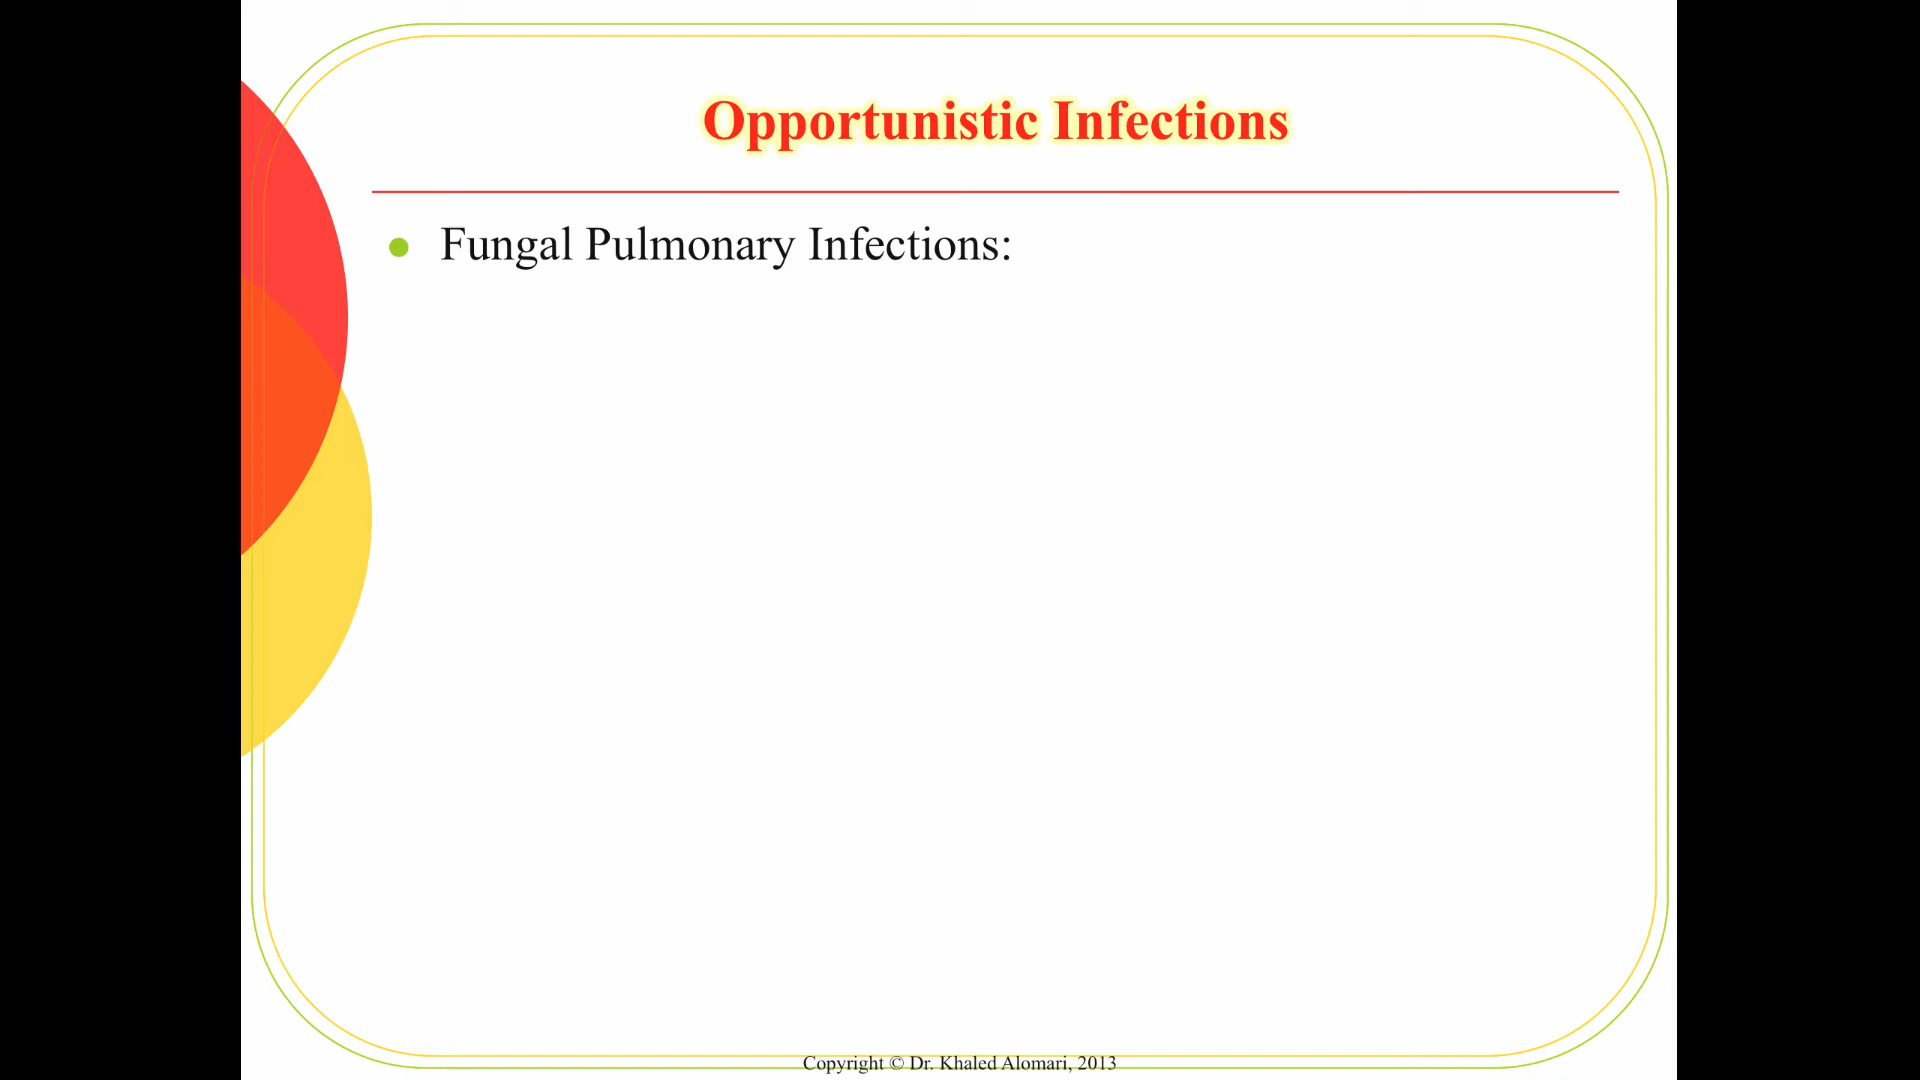 Opportunistic Infections
Fungal Pulmonary Infections:
Copyright © Dr. Khaled Alomari, 2013